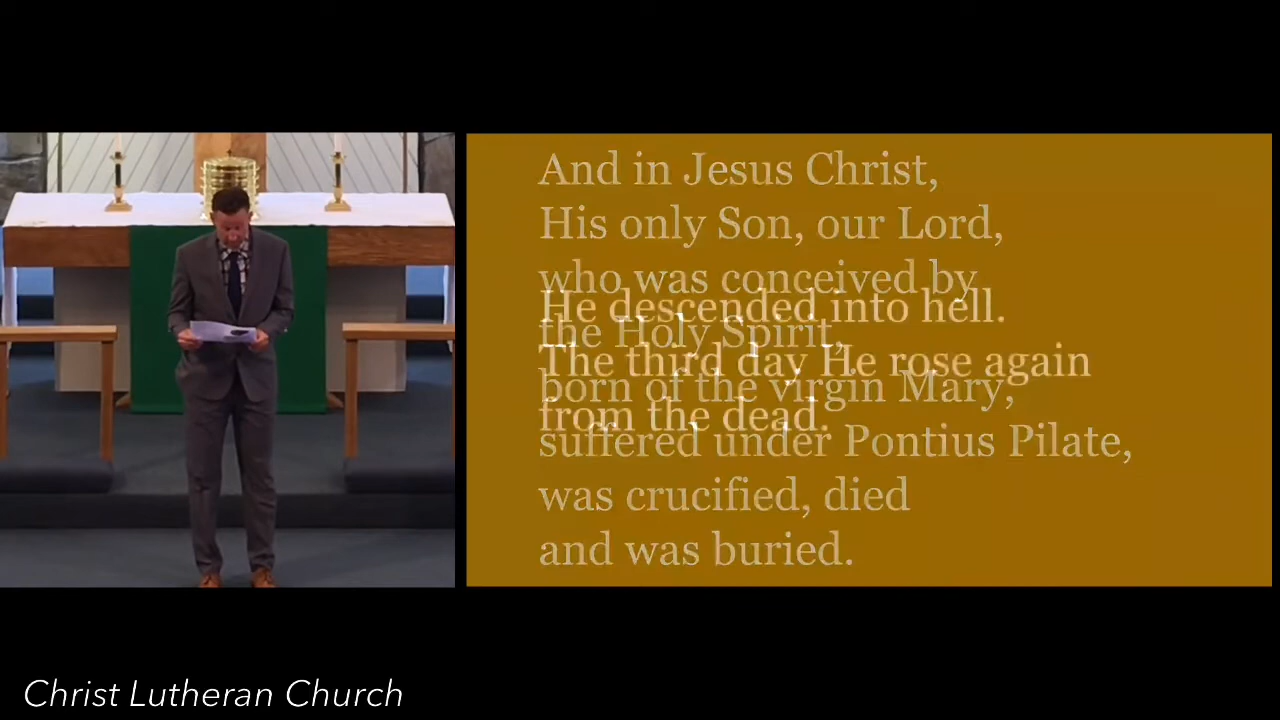 And in Jesus Christ,
His only Son, our Lord,
who was conceived by
the Holy Spirit,
born of the virgin Mary,
suffered under Pontius Pilate,
was crucified, died
and was buried.
He descended into hell.
The third day He rose again
from the dead.
Christ Lutheran Church